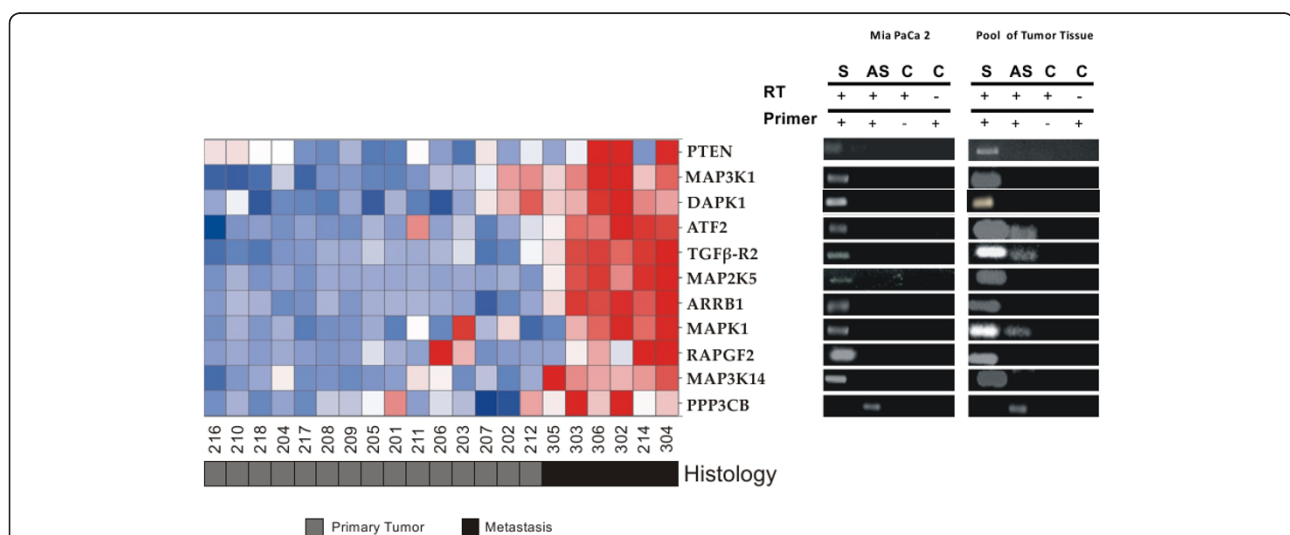 Mia PaCa 2 Pool of Tumor Tissue
S AS C C S AS C C
RT + + + - + + + -
Primer + + - + + + - +
PTEN
MAP3K1
DAPK1
ATF2
TGFβ-R2
MAP2K5
ARRB1
MAPK1
RAPGF2
MAP3K14
PPP3CB
216 210 218 204 217 208 209 205 201 211 206 203 207 202 212 305 303 306 302 214 304
Histology
Primary Tumor Metastasis